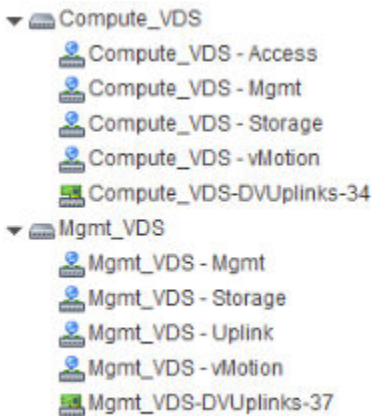 Compute_VDS
Compute_VDS - Access
Compute_VDS - Mgmt
Compute_VDS - Storage
Compute_VDS - vMotion
Compute_VDS-DVUplinks-34
Mgmt_VDS
Mgmt_VDS - Mgmt
Mgmt_VDS - Storage
Mgmt_VDS - Uplink
Mgmt_VDS - vMotion
Mgmt_VDS-DVUplinks-37